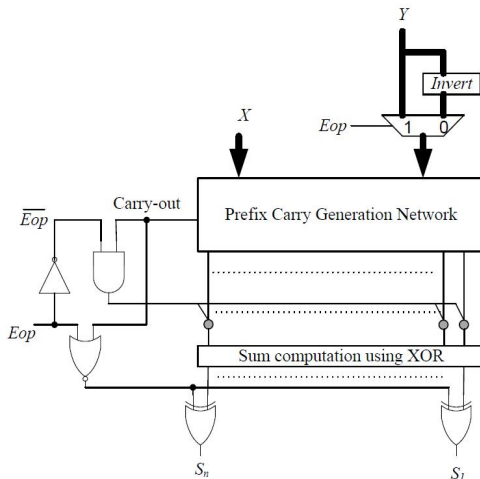 Y
Invert
Eop
1 0
X
Carry-out
Eop
Prefix Carry Generation Network
Eop
Sum computation using XOR
Sn
S1